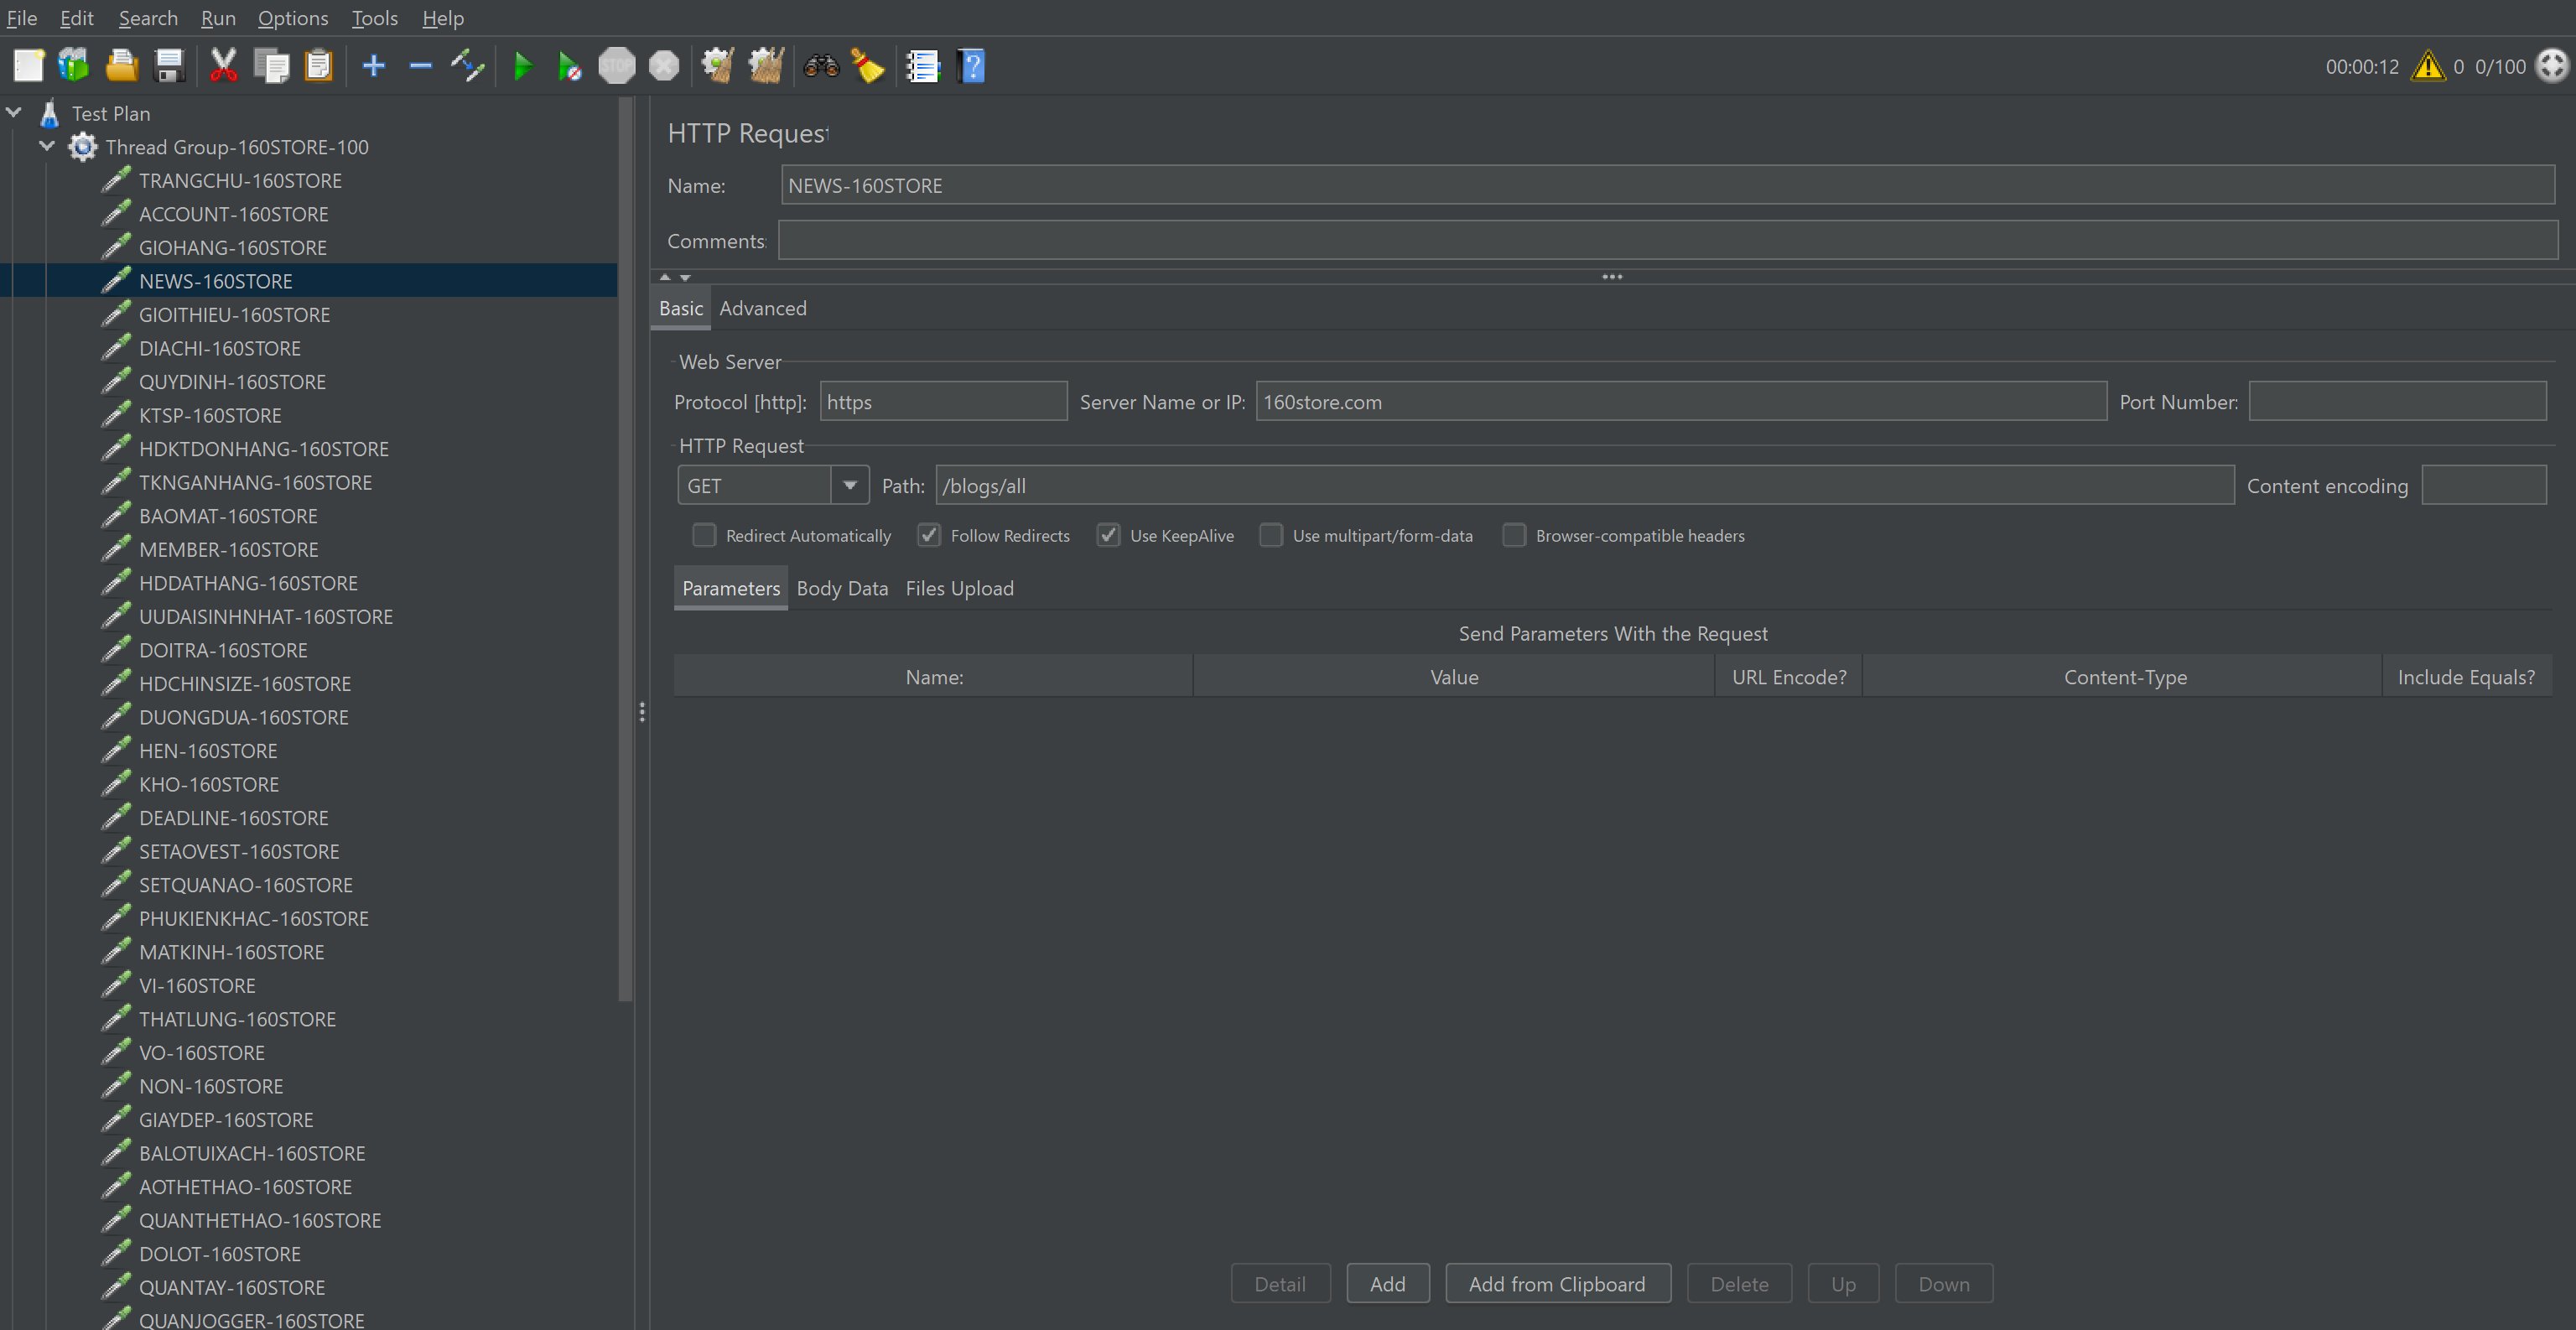 File Edit Search Run Options Tools Help
STOP
00:00:12 0 0/100
Test Plan
Thread Group-160STORE-100
TRANGCHU-160STORE
ACCOUNT-160STORE
GIOHANG-160STORE
NEWS-160STORE
GIOITHIEU-160STORE
DIACHI-160STORE
QUYDINH-160STORE
KTSP-160STORE
HDKTDONHANG-160STORE
TKNGANHANG-160STORE
BAOMAT-160STORE
MEMBER-160STORE
HDDATHANG-160STORE
UUDAISINHNHAT-160STORE
DOITRA-160STORE
HDCHINSIZE-160STORE
DUONGDUA-160STORE
HEN-160STORE
KHO-160STORE
DEADLINE-160STORE
SETAOVEST-160STORE
SETQUANAO-160STORE
PHUKIENKHAC-160STORE
MATKINH-160STORE
VI-160STORE
THATLUNG-160STORE
VO-160STORE
NON-160STORE
GIAYDEP-160STORE
BALOTUIXACH-160STORE
AOTHETHAO-160STORE
QUANTHETHAO-160STORE
DOLOT-160STORE
QUANTAY-160STORE
QUANJOGGER-160STORE
HTTP Request
Name: NEWS-160STORE
Comments:
Basic Advanced
Web Server
Protocol [http]: https Server Name or IP: 160store.com Port Number:
HTTP Request
GET Path: /blogs/all Content encoding
Redirect Automatically Follow Redirects Use KeepAlive Use multipart/form-data Browser-compatible headers
Parameters Body Data Files Upload
Send Parameters With the Request
Name: Value URL Encode? Content-Type Include Equals?
Detail Add Add from Clipboard Delete Up Down